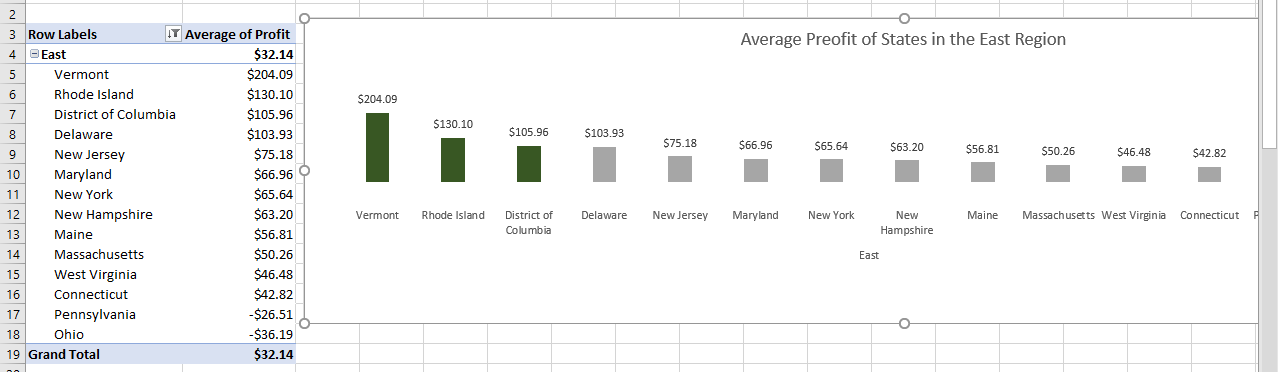 2
3 Row Labels Average of Profit
4 East $32.14
5 Vermont $204.09
6 Rhode Island $130.10
7 District of Columbia $105.96
8 Delaware $103.93
9 New Jersey $75.18
10 Maryland $66.96
11 New York $65.64
12 New Hampshire $63.20
13 Maine $56.81
14 Massachusetts $50.26
15 West Virginia $46.48
16 Connecticut $42.82
17 Pennsylvania -$26.51
18 Ohio -$36.19
19 Grand Total $32.14
Average Preofit of States in the East Region
$204.09 $130.10 $105.96 $103.93 $75.18 $66.96 $65.64 $63.20 $56.81 $50.26 $46.48 $42.82
Vermont Rhode Island District of Delaware New Jersey Maryland New York New Maine Massachusetts West Virginia Connecticut
Columbia Hampshire
East